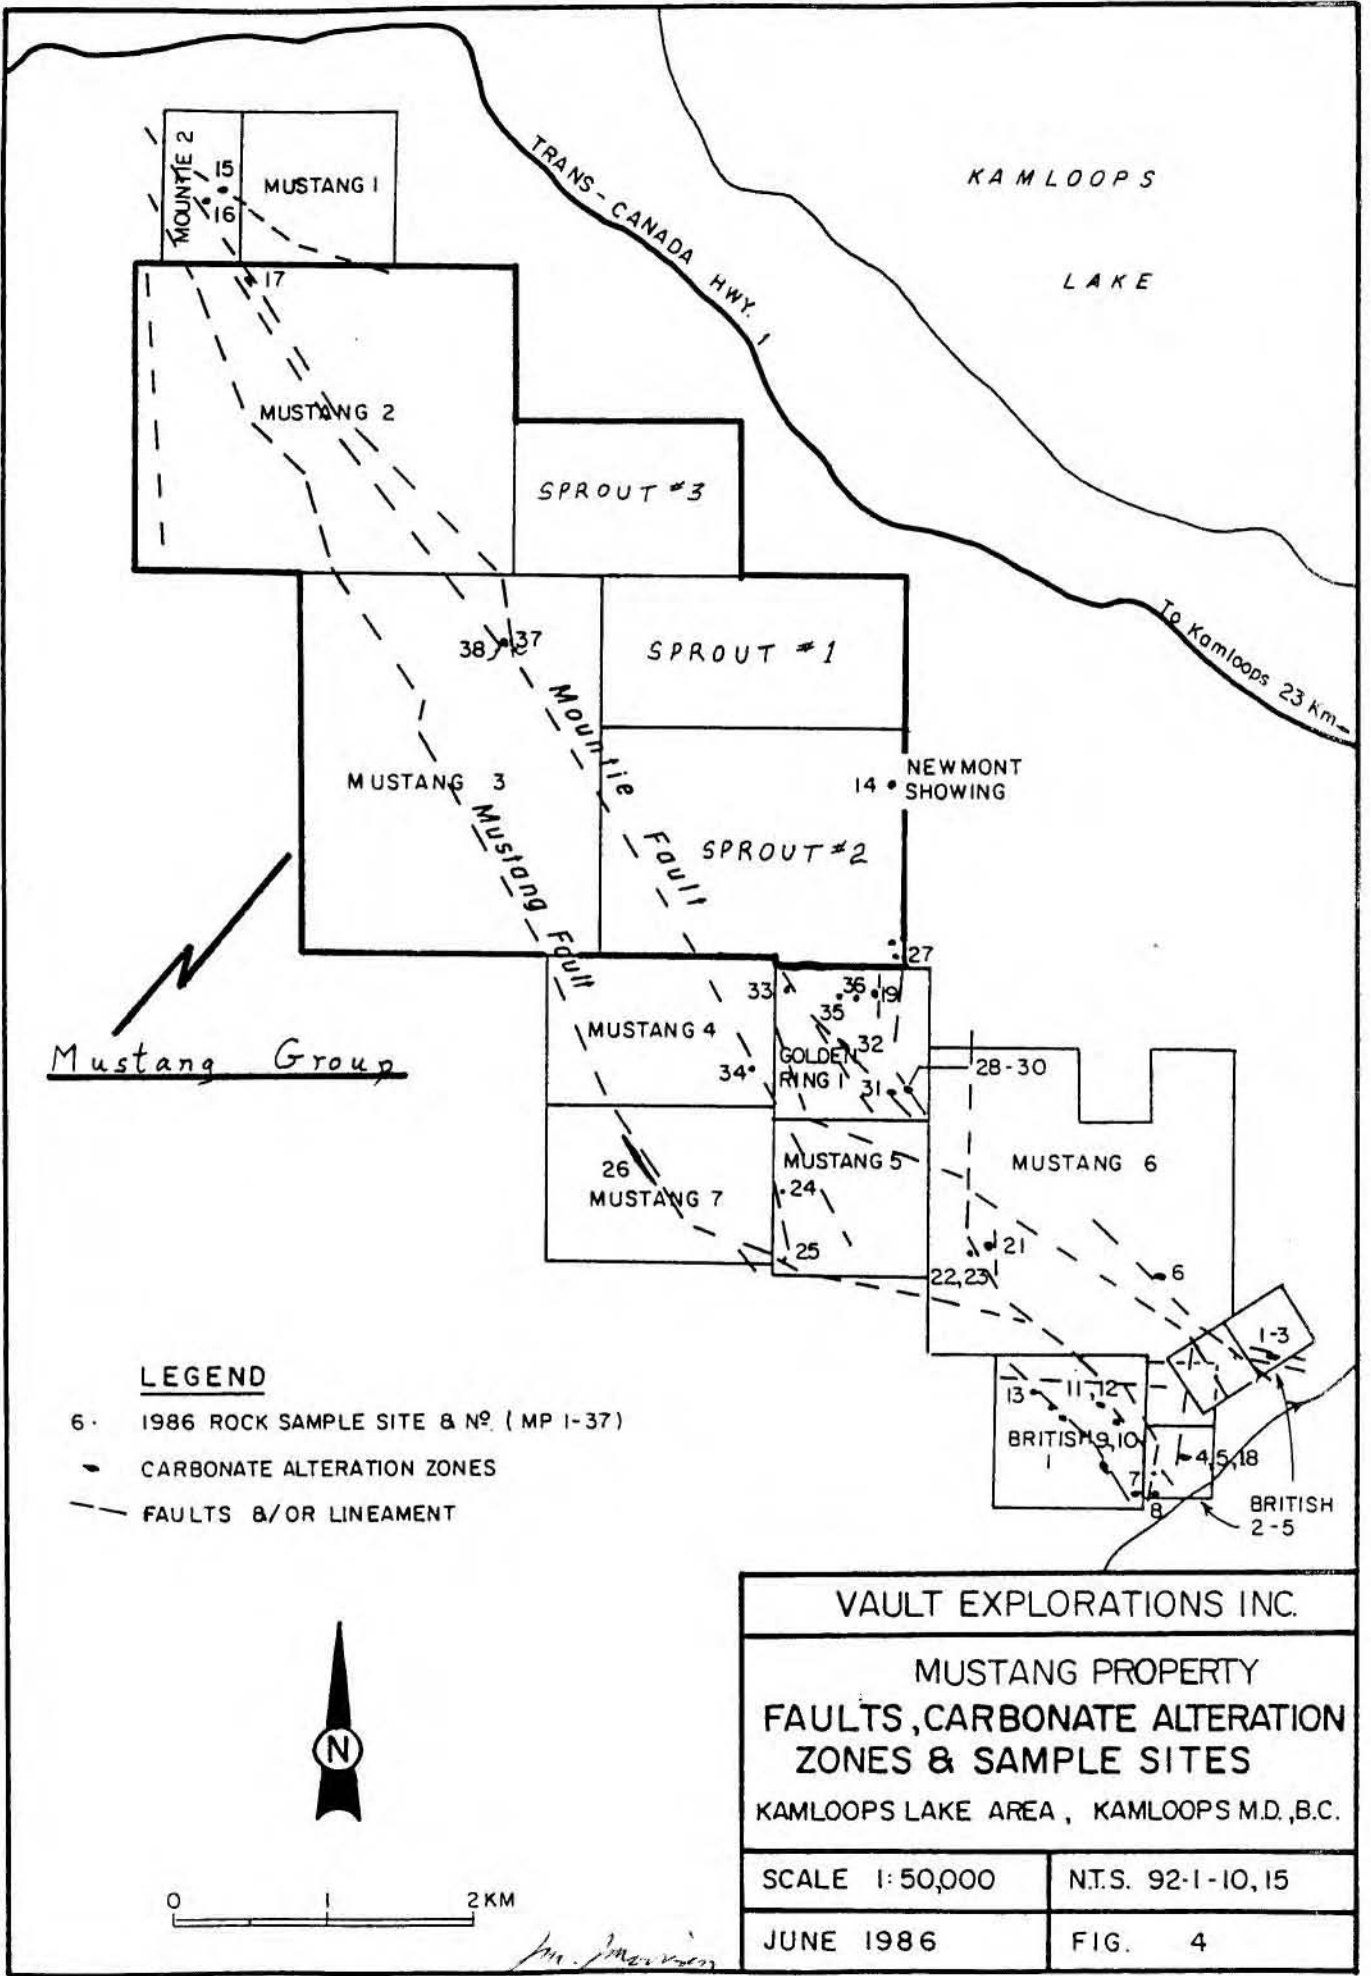 KAMLOOPS
LAKE
TRANS-CANADA HWY. 1
To Kamloops 23 Km
MOUNTIE 2
15
16
MUSTANG 1
17
MUSTANG 2
SPROUT #3
38
37
SPROUT #1
Mountie Fault
MUSTANG 3
Mustang Fault
14
NEWMONT
SHOWING
SPROUT #2
27
Mustang Group
33
36
19
35
MUSTANG 4
32
GOLDEN
RING 1
34
31
28-30
26
MUSTANG 7
MUSTANG 5
24
25
MUSTANG 6
21
22,23
6
1-3
13
11,12
BRITISH
1
9,10
4,5,18
7
8
BRITISH
2-5
LEGEND
6 · 1986 ROCK SAMPLE SITE & Nº. (MP 1-37)
CARBONATE ALTERATION ZONES
FAULTS &/OR LINEAMENT
N
0 1 2 KM
VAULT EXPLORATIONS INC.
MUSTANG PROPERTY
FAULTS, CARBONATE ALTERATION
ZONES & SAMPLE SITES
KAMLOOPS LAKE AREA, KAMLOOPS M.D., B.C.
SCALE 1:50,000
N.T.S. 92-1-10,15
JUNE 1986
FIG. 4